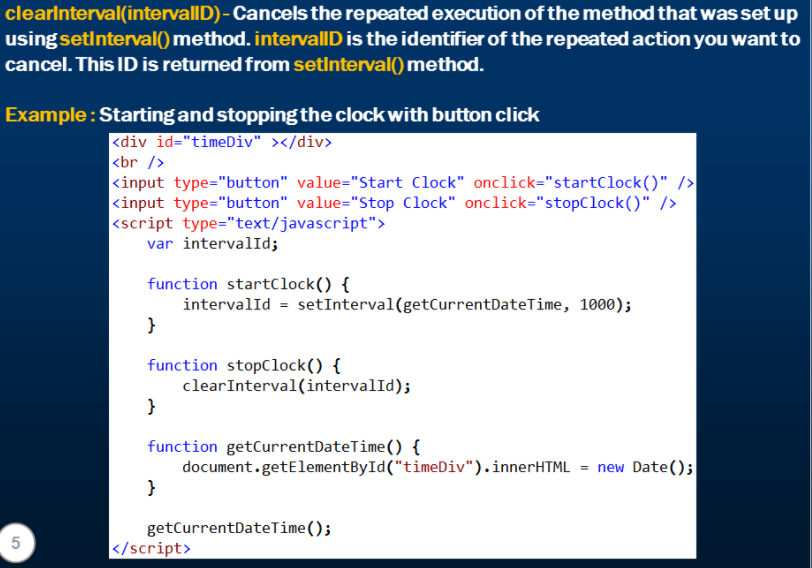 clearInterval(intervalID) - Cancels the repeated execution of the method that was set up
using setInterval() method. intervalID is the identifier of the repeated action you want to
cancel. This ID is returned from setInterval() method.
Example : Starting and stopping the clock with button click
<div id="timeDiv" ></div>
<br />
<input type="button" value="Start Clock" onclick="startClock()" />
<input type="button" value="Stop Clock" onclick="stopClock()" />
<script type="text/javascript">
var intervalId;
function startClock() {
intervalId = setInterval(getCurrentDateTime, 1000);
}
function stopClock() {
clearInterval(intervalId);
}
function getCurrentDateTime() {
document.getElementById("timeDiv").innerHTML = new Date();
}
getCurrentDateTime();
</script>
5